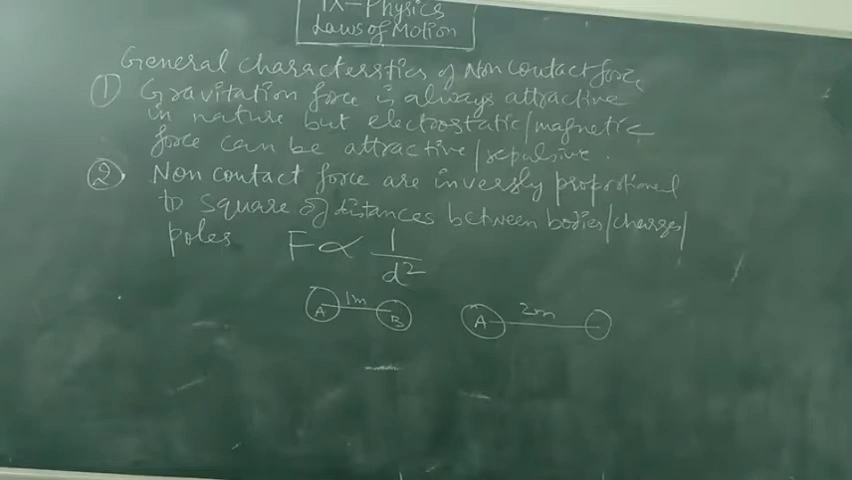 IX-Physics
Laws of Motion
General characterstics of Non contact force
① Gravitation force is always attractive
in nature but electrostatic/magnetic
force can be attractive/repulsive.
② Non contact force are inversly proportional
to square of distances between bodies/charges/
poles
F ∝ 1/d²
A 1m B A 2m